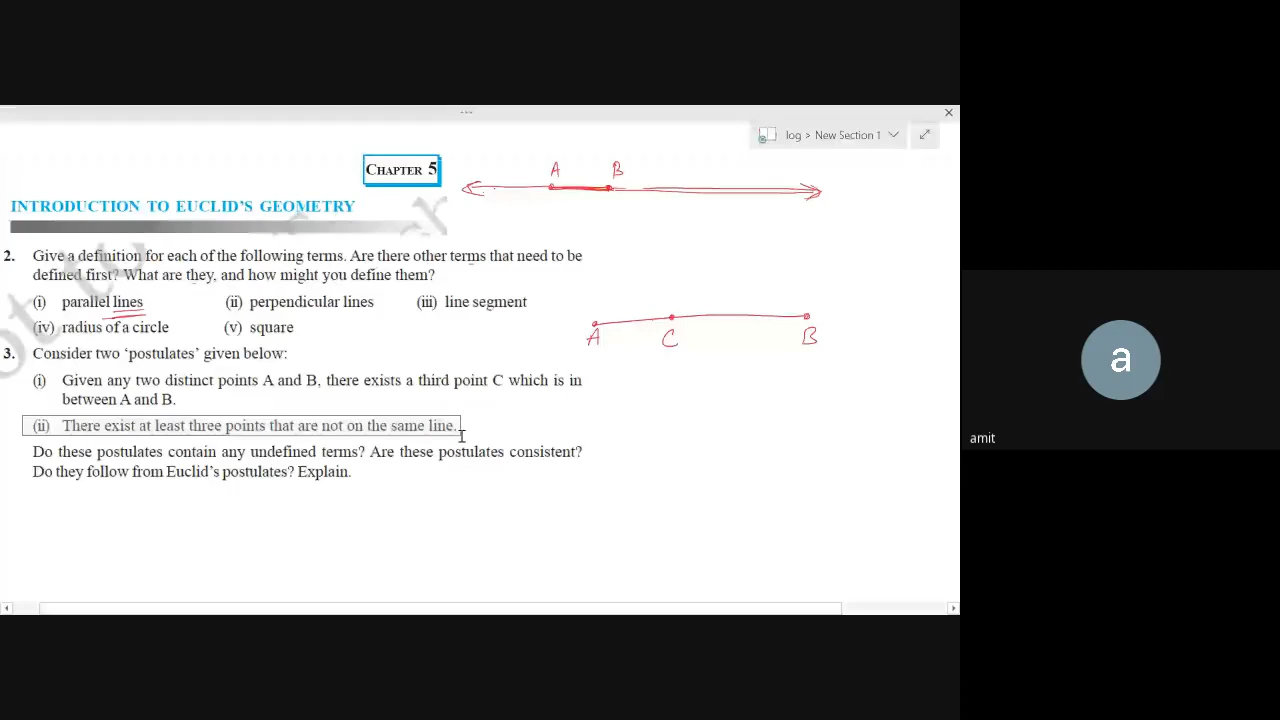 ...
log > New Section 1
CHAPTER 5
A B
INTRODUCTION TO EUCLID'S GEOMETRY
2. Give a definition for each of the following terms. Are there other terms that need to be
defined first? What are they, and how might you define them?
(i) parallel lines (ii) perpendicular lines (iii) line segment
(iv) radius of a circle (v) square
A C B
3. Consider two ‘postulates’ given below:
(i) Given any two distinct points A and B, there exists a third point C which is in
between A and B.
(ii) There exist at least three points that are not on the same line.
Do these postulates contain any undefined terms? Are these postulates consistent?
Do they follow from Euclid's postulates? Explain.
a
amit